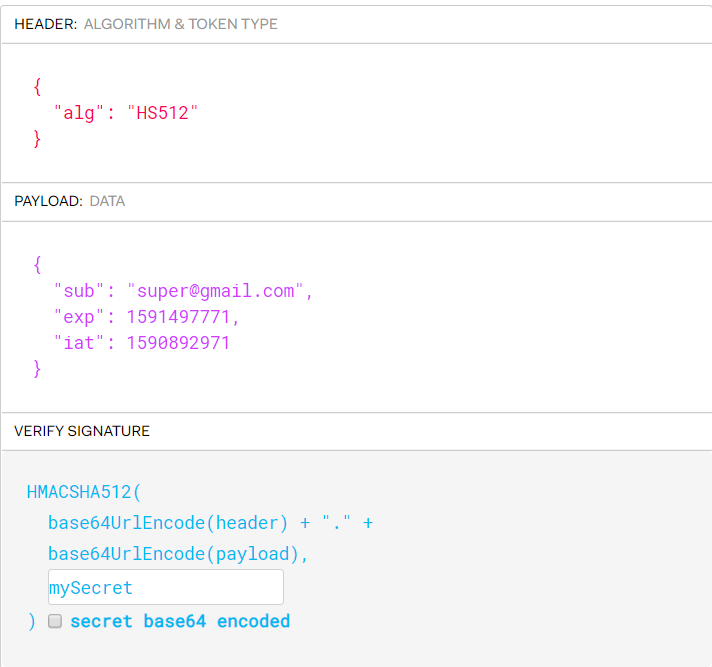 HEADER: ALGORITHM & TOKEN TYPE
{
"alg": "HS512"
}
PAYLOAD: DATA
{
"sub": "super@gmail.com",
"exp": 1591497771,
"iat": 1590892971
}
VERIFY SIGNATURE
HMACSHA512(
base64UrlEncode(header) + "." +
base64UrlEncode(payload),
mySecret
) secret base64 encoded